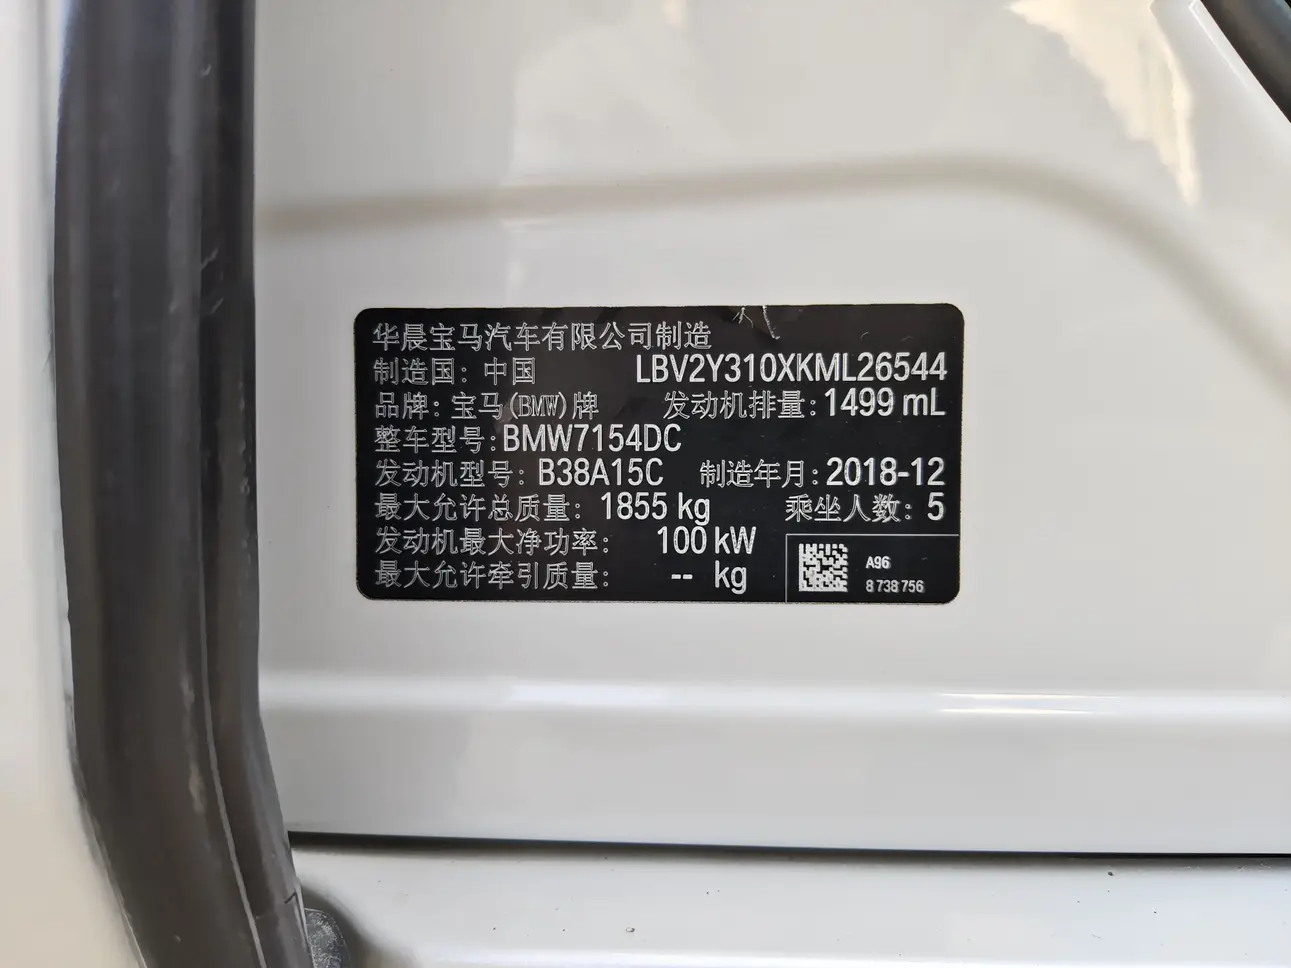 华晨宝马汽车有限公司制造
制造国: 中国 LBV2Y310XKML26544
品牌: 宝马(BMW)牌 发动机排量: 1499 mL
整车型号: BMW7154DC
发动机型号: B38A15C 制造年月: 2018-12
最大允许总质量: 1855 kg 乘坐人数: 5
发动机最大净功率: 100 kW
最大允许牵引质量: -- kg
A96
8 738 756